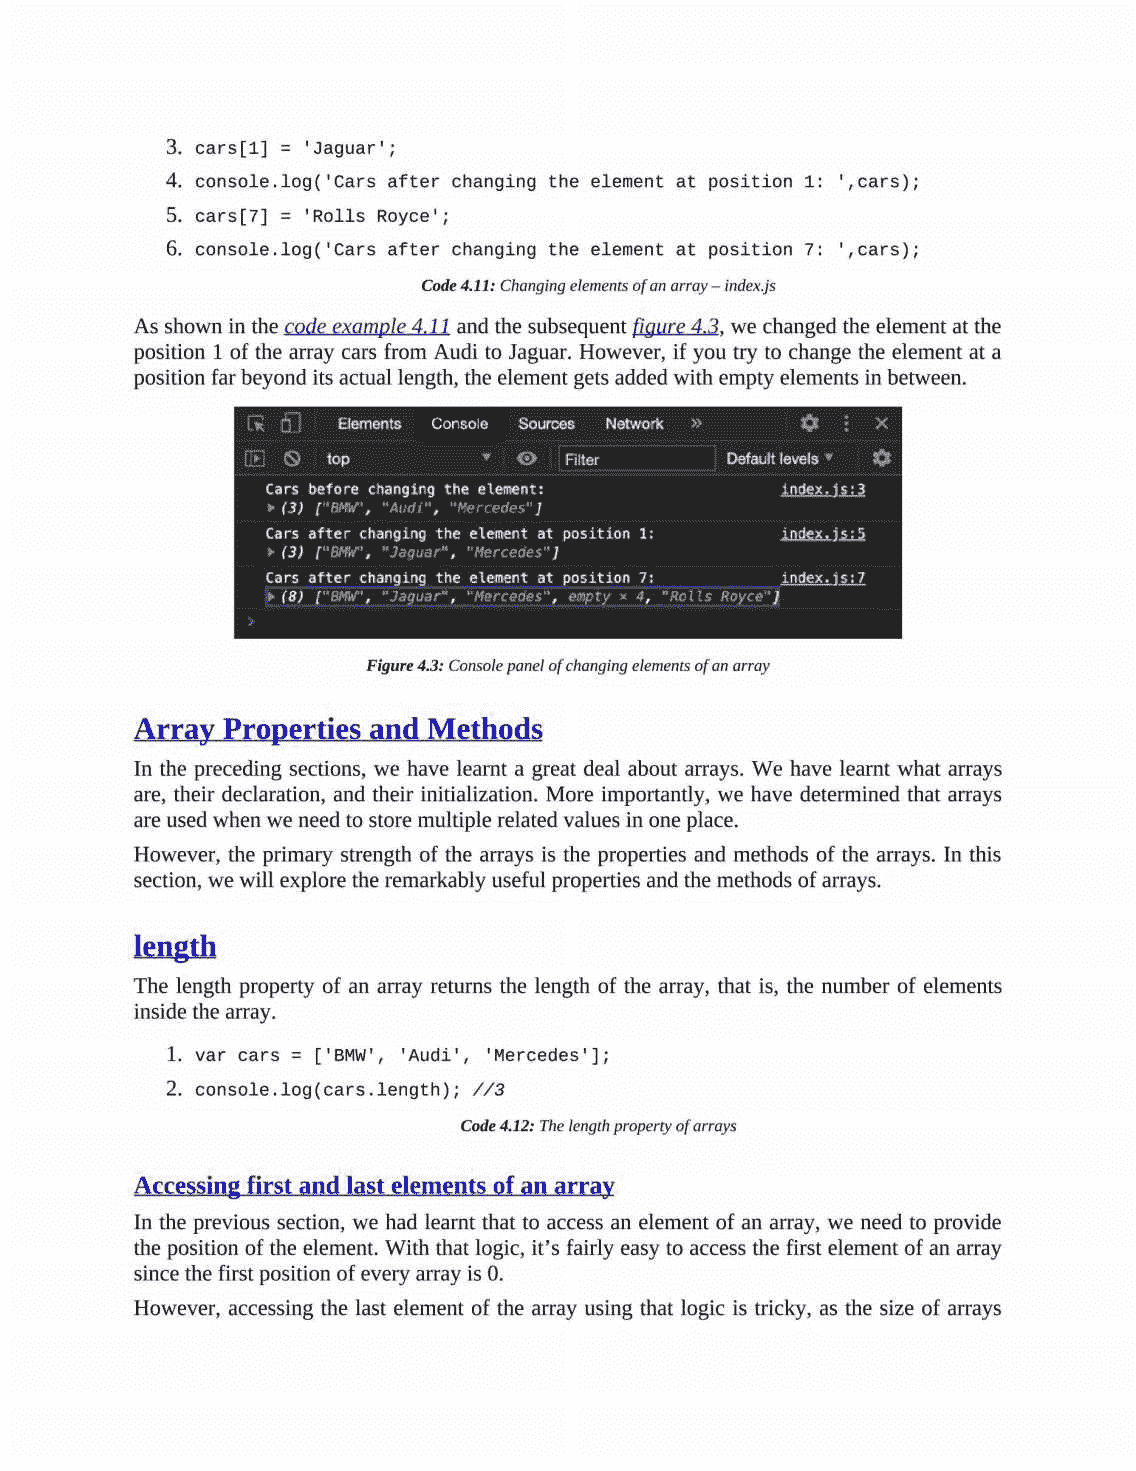 3. cars[1] = 'Jaguar';
4. console.log('Cars after changing the element at position 1: ',cars);
5. cars[7] = 'Rolls Royce';
6. console.log('Cars after changing the element at position 7: ',cars);
Code 4.11: Changing elements of an array – index.js
As shown in the code example 4.11 and the subsequent figure 4.3, we changed the element at the
position 1 of the array cars from Audi to Jaguar. However, if you try to change the element at a
position far beyond its actual length, the element gets added with empty elements in between.
Elements Console Sources Network »
top Filter Default levels
Cars before changing the element: index.js:3
(3) ["BMW", "Audi", "Mercedes"]
Cars after changing the element at position 1: index.js:5
(3) ["BMW", "Jaguar", "Mercedes"]
Cars after changing the element at position 7: index.js:7
(8) ["BMW", "Jaguar", "Mercedes", empty × 4, "Rolls Royce"]
>
Figure 4.3: Console panel of changing elements of an array
Array Properties and Methods
In the preceding sections, we have learnt a great deal about arrays. We have learnt what arrays
are, their declaration, and their initialization. More importantly, we have determined that arrays
are used when we need to store multiple related values in one place.
However, the primary strength of the arrays is the properties and methods of the arrays. In this
section, we will explore the remarkably useful properties and the methods of arrays.
length
The length property of an array returns the length of the array, that is, the number of elements
inside the array.
1. var cars = ['BMW', 'Audi', 'Mercedes'];
2. console.log(cars.length); //3
Code 4.12: The length property of arrays
Accessing first and last elements of an array
In the previous section, we had learnt that to access an element of an array, we need to provide
the position of the element. With that logic, it’s fairly easy to access the first element of an array
since the first position of every array is 0.
However, accessing the last element of the array using that logic is tricky, as the size of arrays